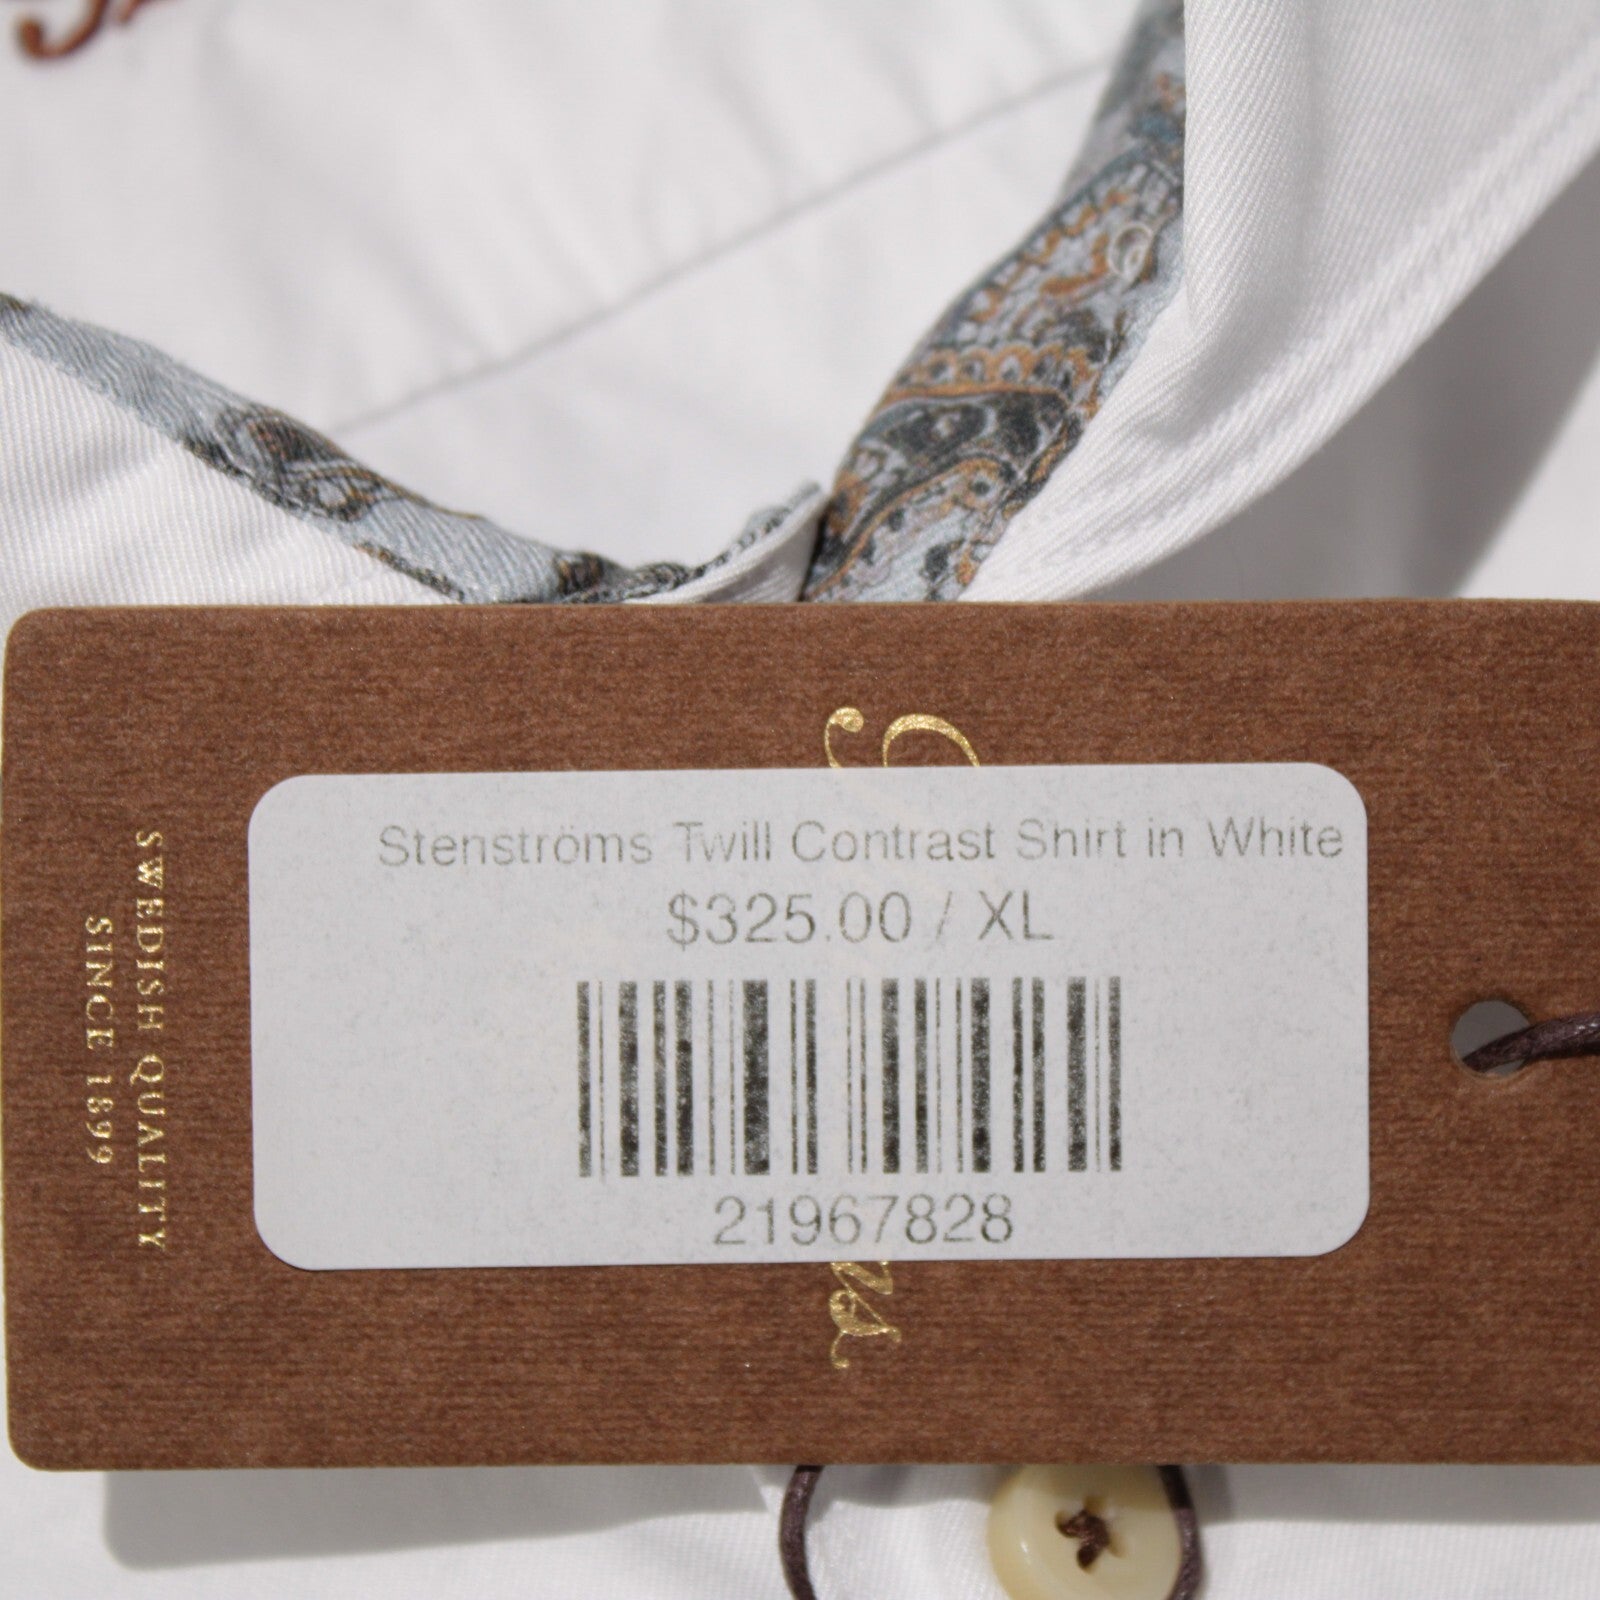 Stenströms Twill Contrast Shirt in White
$325.00 / XL
21967828
SWEDISH QUALITY
SINCE 1899